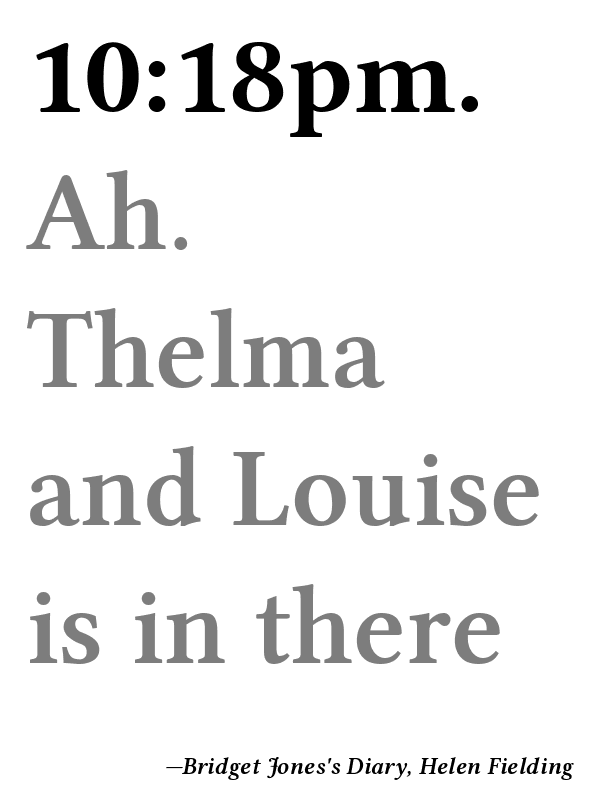 10:18pm.
Ah.
Thelma
and Louise
is in there
—Bridget Jones's Diary, Helen Fielding